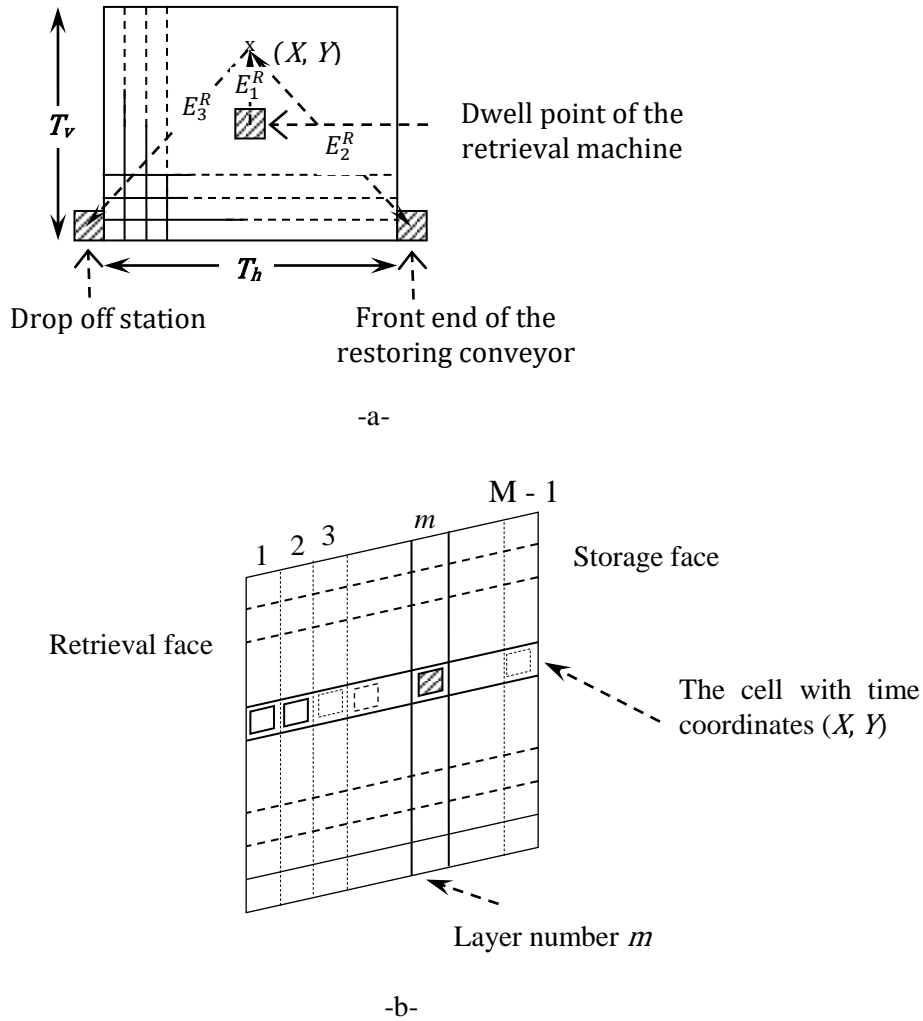 (X, Y)
E_1^R
E_3^R
E_2^R
T_v
Dwell point of the
retrieval machine
T_h
Drop off station
Front end of the
restoring conveyor
-a-
M - 1
m
3
2
1
Storage face
Retrieval face
The cell with time
coordinates (X, Y)
Layer number m
-b-